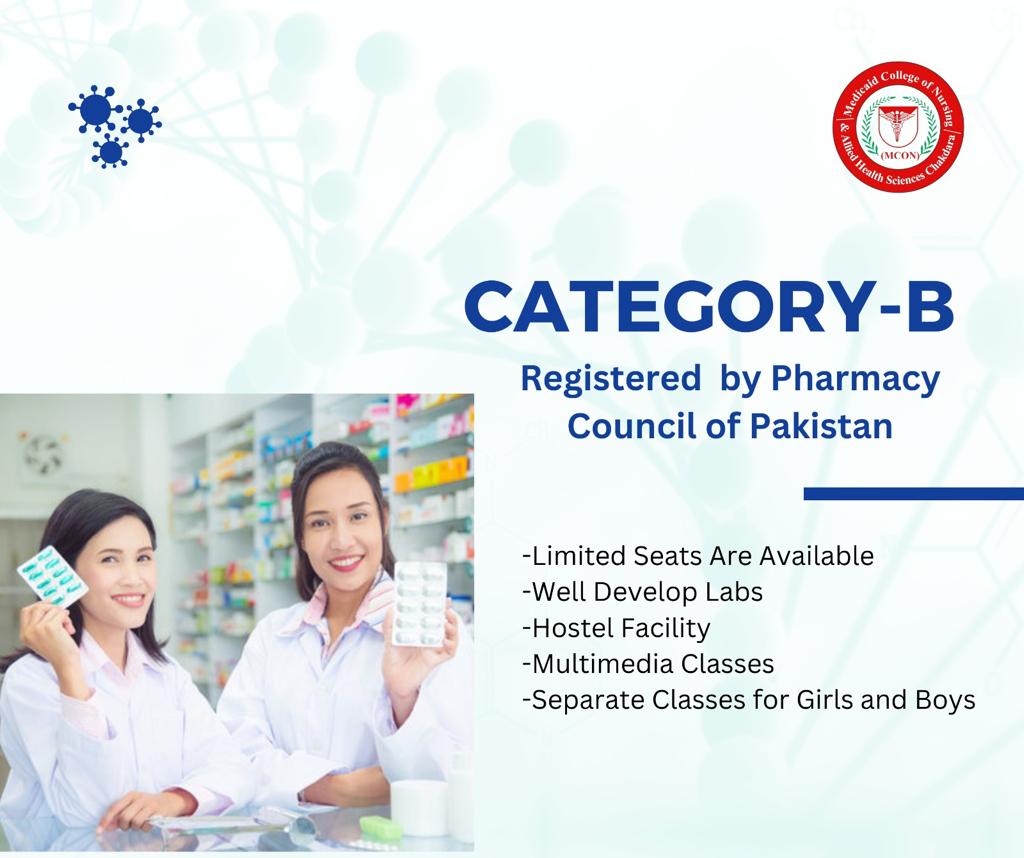 Medicaid College of Nursing
& Allied Health Sciences Chakdara
(MCON)
CATEGORY-B
Registered by Pharmacy
Council of Pakistan
-Limited Seats Are Available
-Well Develop Labs
-Hostel Facility
-Multimedia Classes
-Separate Classes for Girls and Boys